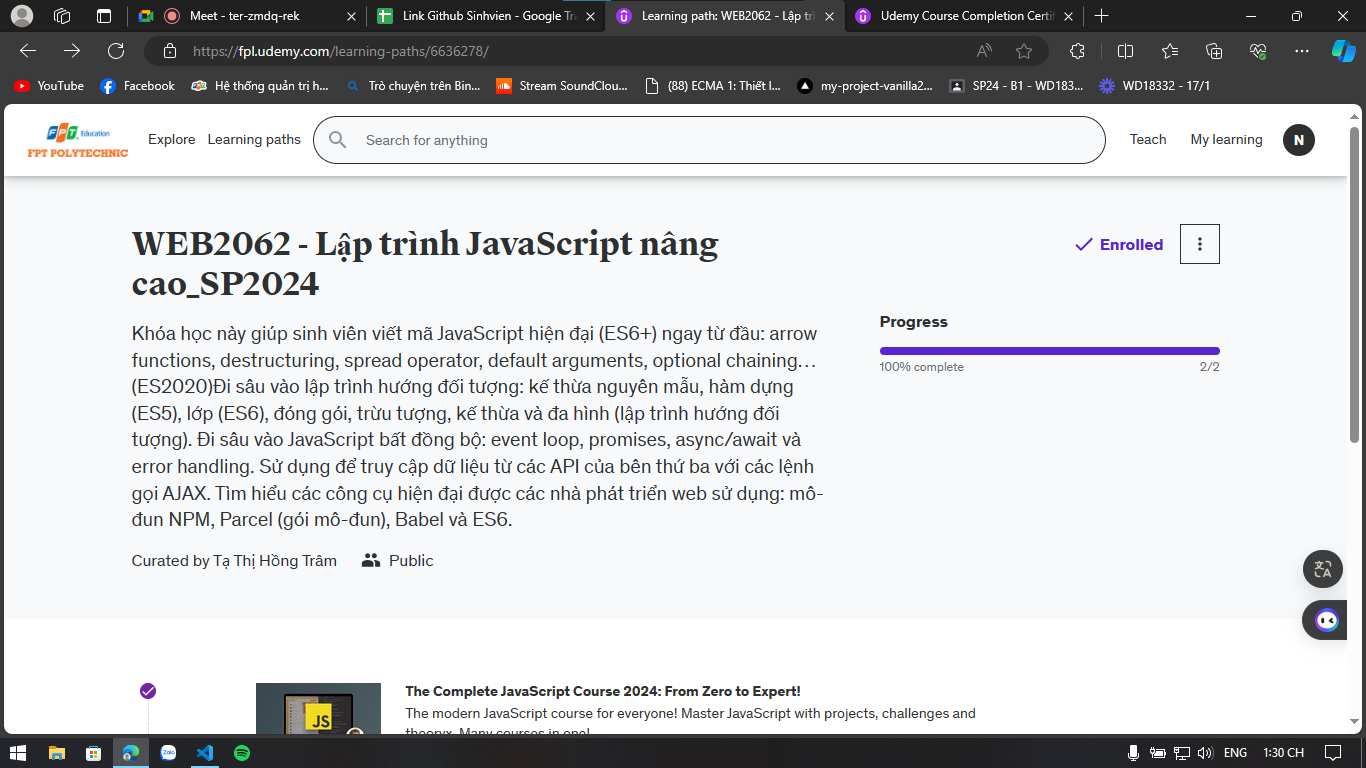 Meet - ter-zmdq-rek
Link Github Sinhvien - Google Tra
Learning path: WEB2062 - Lập trì
Udemy Course Completion Certif
https://fpl.udemy.com/learning-paths/6636278/
YouTube
Facebook
Hệ thống quản trị h...
Trò chuyện trên Bin...
Stream SoundClou...
(88) ECMA 1: Thiết l...
my-project-vanilla2...
SP24 - B1 - WD183...
WD18332 - 17/1
FPT Education
FPT POLYTECHNIC
Explore
Learning paths
Search for anything
Teach
My learning
N
WEB2062 - Lập trình JavaScript nâng
cao_SP2024
Enrolled
Khóa học này giúp sinh viên viết mã JavaScript hiện đại (ES6+) ngay từ đầu: arrow
functions, destructuring, spread operator, default arguments, optional chaining…
(ES2020)Đi sâu vào lập trình hướng đối tượng: kế thừa nguyên mẫu, hàm dựng
(ES5), lớp (ES6), đóng gói, trừu tượng, kế thừa và đa hình (lập trình hướng đối
tượng). Đi sâu vào JavaScript bất đồng bộ: event loop, promises, async/await và
error handling. Sử dụng để truy cập dữ liệu từ các API của bên thứ ba với các lệnh
gọi AJAX. Tìm hiểu các công cụ hiện đại được các nhà phát triển web sử dụng: mô-
đun NPM, Parcel (gói mô-đun), Babel và ES6.
Progress
100% complete
2/2
Curated by Tạ Thị Hồng Trâm
Public
JS
The Complete JavaScript Course 2024: From Zero to Expert!
The modern JavaScript course for everyone! Master JavaScript with projects, challenges and
theory. Many courses in one!
Zalo
ENG
1:30 CH